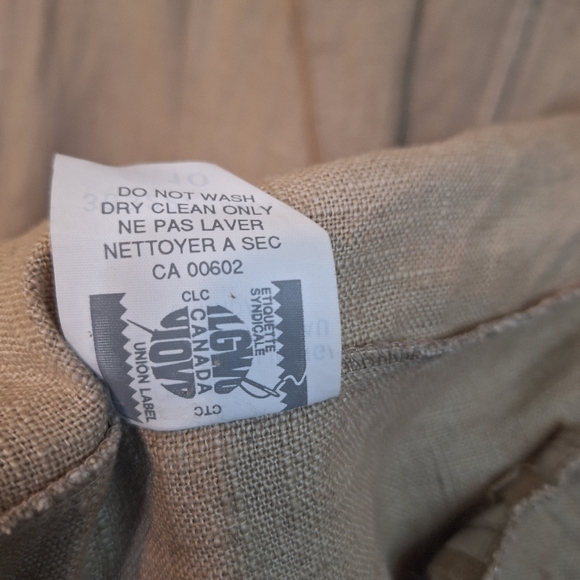 DO NOT WASH
DRY CLEAN ONLY
NE PAS LAVER
NETTOYER A SEC
CA 00602
CLC
ETIQUETTE
SYNDICALE
ILGWU
CANADA
UNION LABEL
CTC